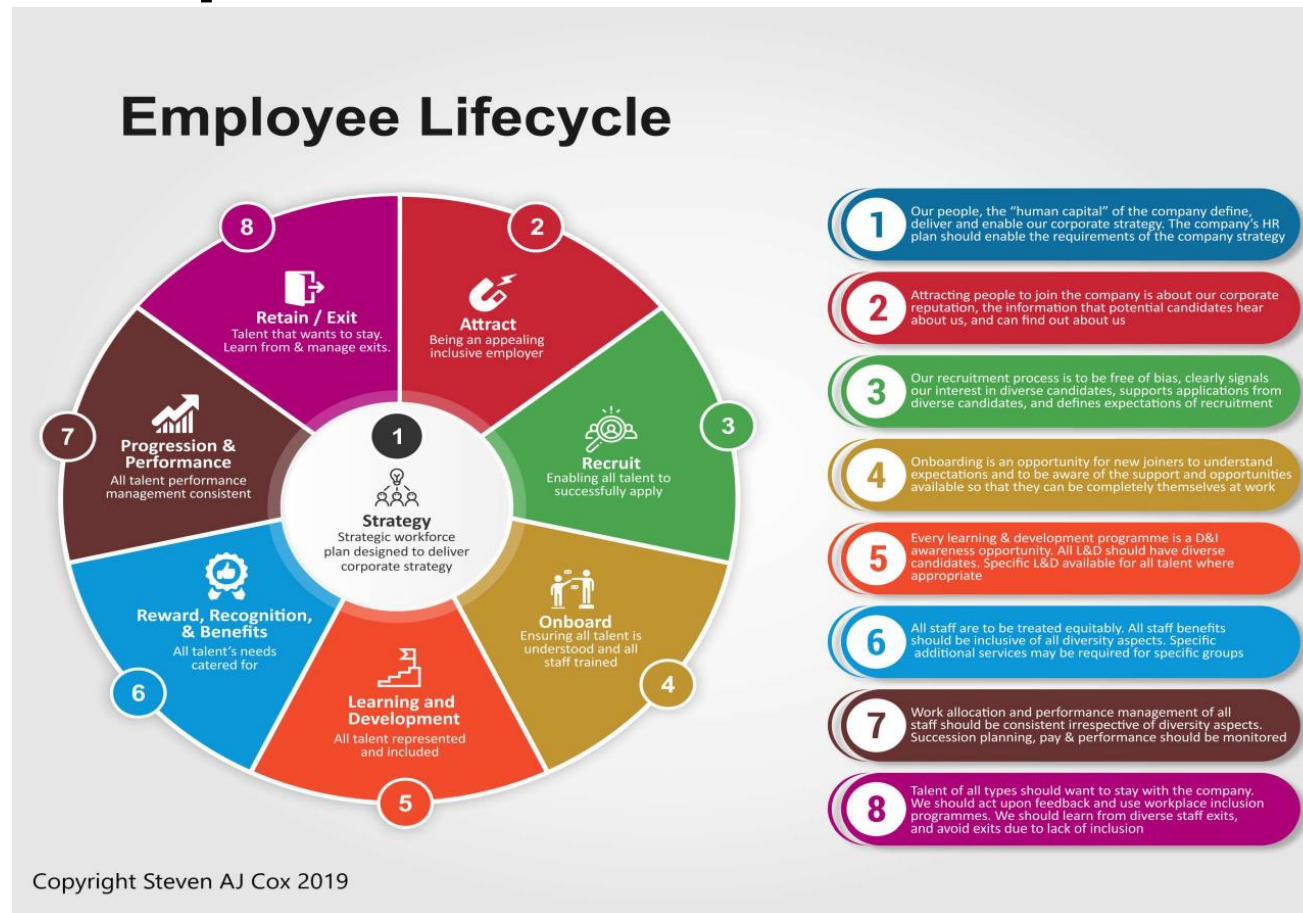 Employee Lifecycle
8
Retain / Exit
Talent that wants to stay.
Learn from & manage exits.
2
Attract
Being an appealing
inclusive employer
3
Recruit
Enabling all talent to
successfully apply
7
Progression &
Performance
All talent performance
management consistent
1
Strategy
Strategic workforce
plan designed to deliver
corporate strategy
Onboard
Ensuring all talent is
understood and all
staff trained
4
Reward, Recognition,
& Benefits
All talent's needs
catered for
6
Learning and
Development
All talent represented
and included
5
1
Our people, the “human capital” of the company define,
deliver and enable our corporate strategy. The company's HR
plan should enable the requirements of the company strategy
2
Attracting people to join the company is about our corporate
reputation, the information that potential candidates hear
about us, and can find out about us
3
Our recruitment process is to be free of bias, clearly signals
our interest in diverse candidates, supports applications from
diverse candidates, and defines expectations of recruitment
4
Onboarding is an opportunity for new joiners to understand
expectations and to be aware of the support and opportunities
available so that they can be completely themselves at work
5
Every learning & development programme is a D&I
awareness opportunity. All L&D should have diverse
candidates. Specific L&D available for all talent where
appropriate
6
All staff are to be treated equitably. All staff benefits
should be inclusive of all diversity aspects. Specific
additional services may be required for specific groups
7
Work allocation and performance management of all
staff should be consistent irrespective of diversity aspects.
Succession planning, pay & performance should be monitored
8
Talent of all types should want to stay with the company.
We should act upon feedback and use workplace inclusion
programmes. We should learn from diverse staff exits,
and avoid exits due to lack of inclusion
Copyright Steven AJ Cox 2019